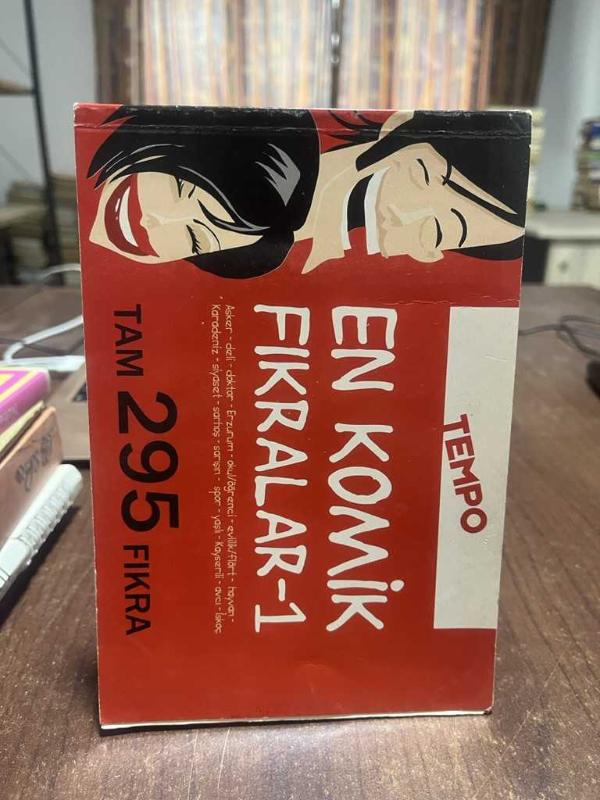 TEMPO
EN KOMİK
FIKRALAR-1
Asker - deli - doktor - Erzurum - okul/öğrenci - evlilik/flört - hayvan -
Karadeniz - siyaset - sarhoş - sarışın - spor - yaşlı - Kayserili - avcı - İskoç
TAM 295 FIKRA